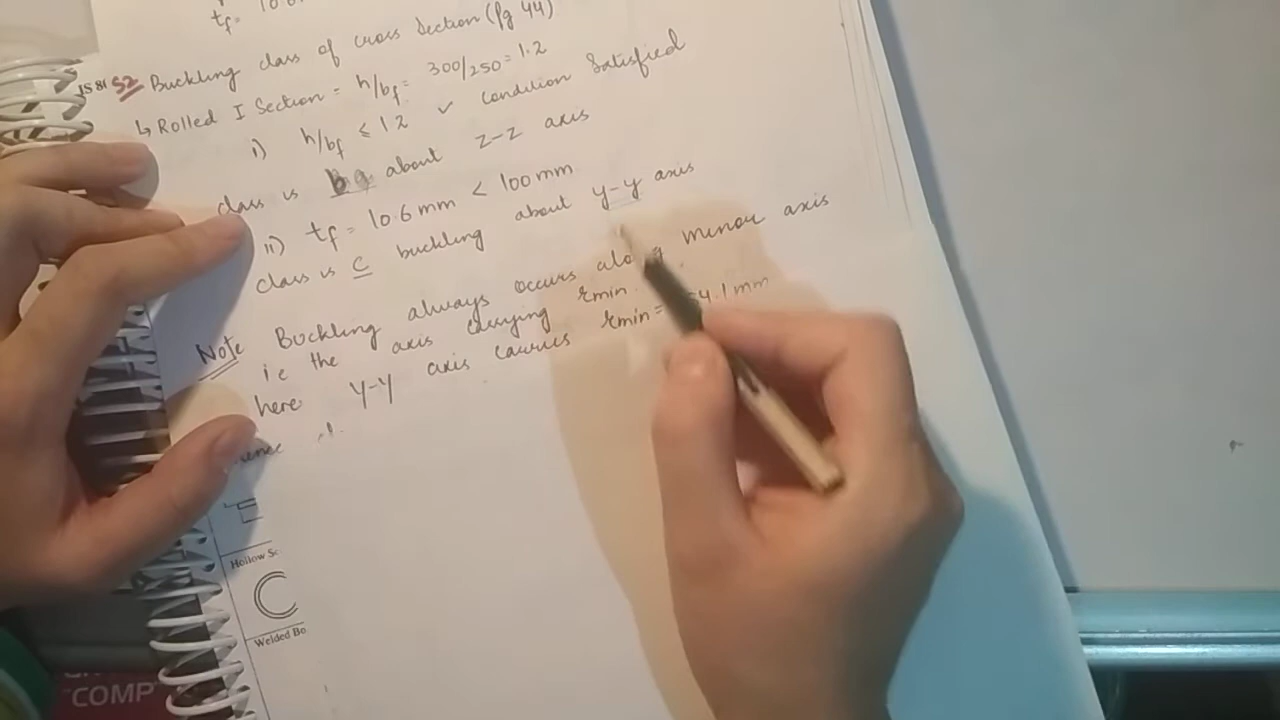 tf=
IS 8 S2 Buckling class of cross section (Pg 44)
↳ Rolled I Section = h/bf = 300/250 = 1.2
i) h/bf ≤ 1.2 ✓ condition Satisfied
class is b about z-z axis
ii) tf = 10.6 mm < 100 mm
class is c buckling about y-y axis
Note Buckling always occurs along minor axis
i.e the axis carrying rmin.
here Y-Y axis carries rmin = 54.1 mm
Hollow Sc
Welded Bo
"COMP"